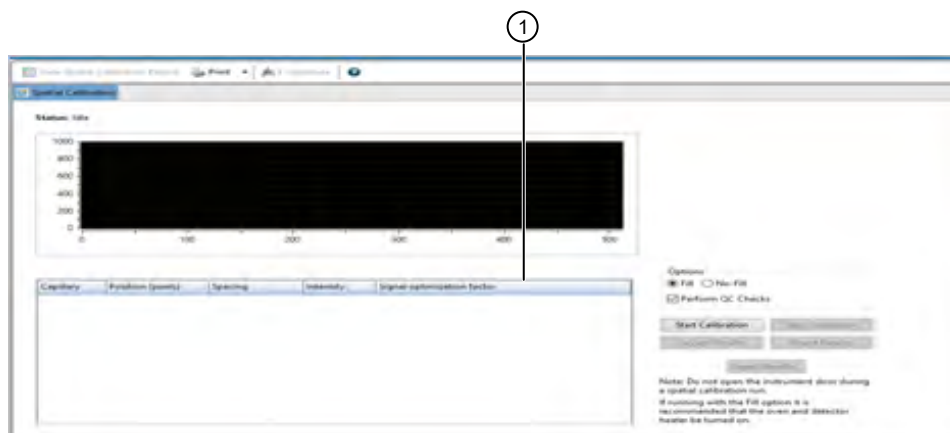 1
View Spatial Calibration Report Print
Spatial Calibration
Status: Idle
1000
800
600
400
200
0
0 100 200 300 400 500
Capillary Position (pixels) Spacing Intensity Signal optimization factor
Options
Fill No Fill
Perform QC Checks
Start Calibration
Note: Do not open the instrument door during
a spatial calibration run.
If running with the Fill option it is
recommended that the oven and detector
heater be turned on.